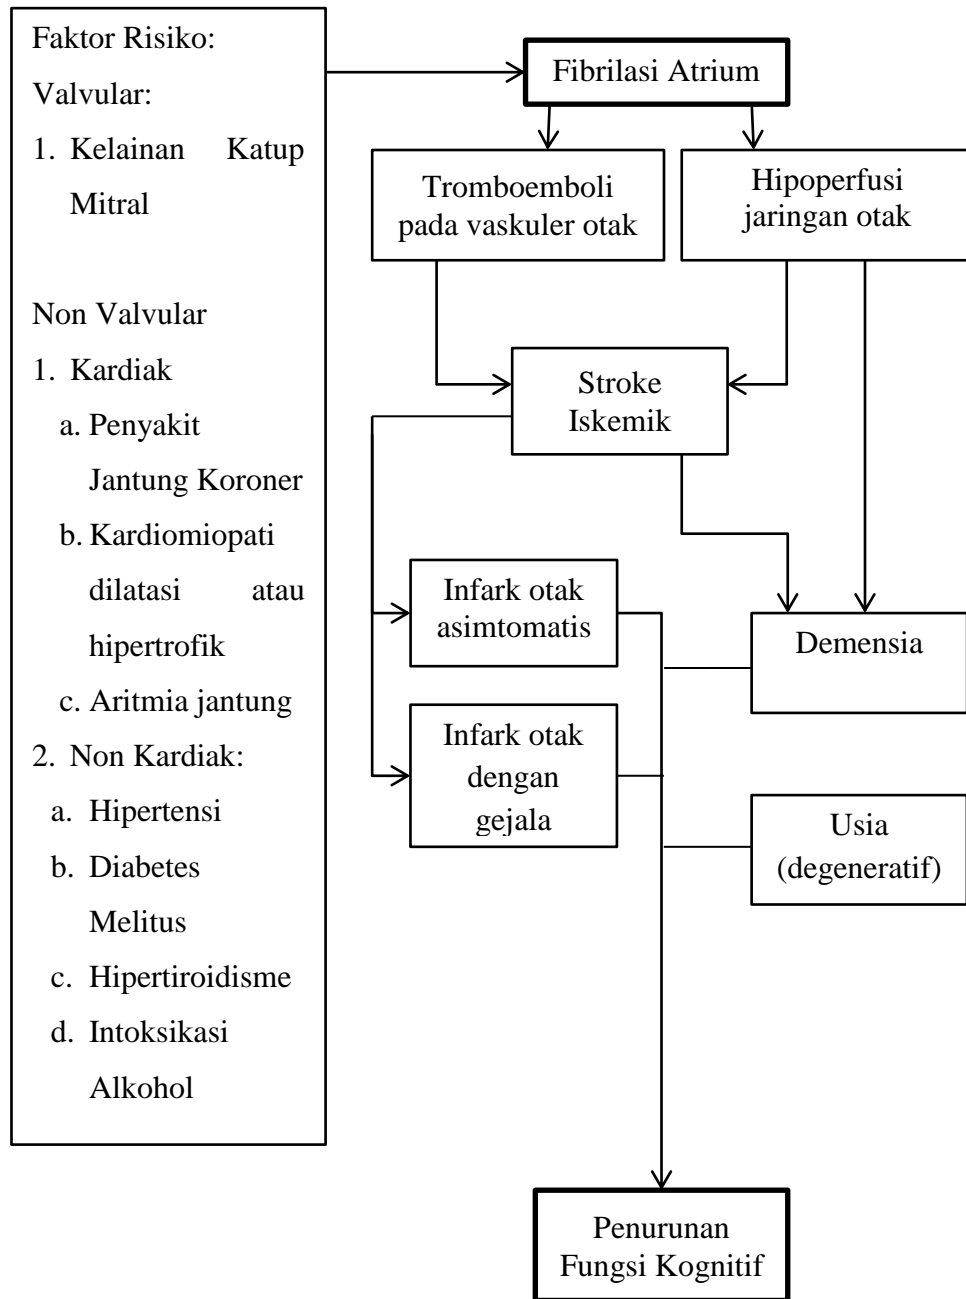 Faktor Risiko:
Valvular:
1. Kelainan Katup
Mitral
Non Valvular
1. Kardiak
a. Penyakit
Jantung Koroner
b. Kardiomiopati
dilatasi atau
hipertrofik
c. Aritmia jantung
2. Non Kardiak:
a. Hipertensi
b. Diabetes
Melitus
c. Hipertiroidisme
d. Intoksikasi
Alkohol
Fibrilasi Atrium
Tromboemboli
pada vaskuler otak
Hipoperfusi
jaringan otak
Stroke
Iskemik
Infark otak
asimtomatis
Demensia
Infark otak
dengan
gejala
Usia
(degeneratif)
Penurunan
Fungsi Kognitif